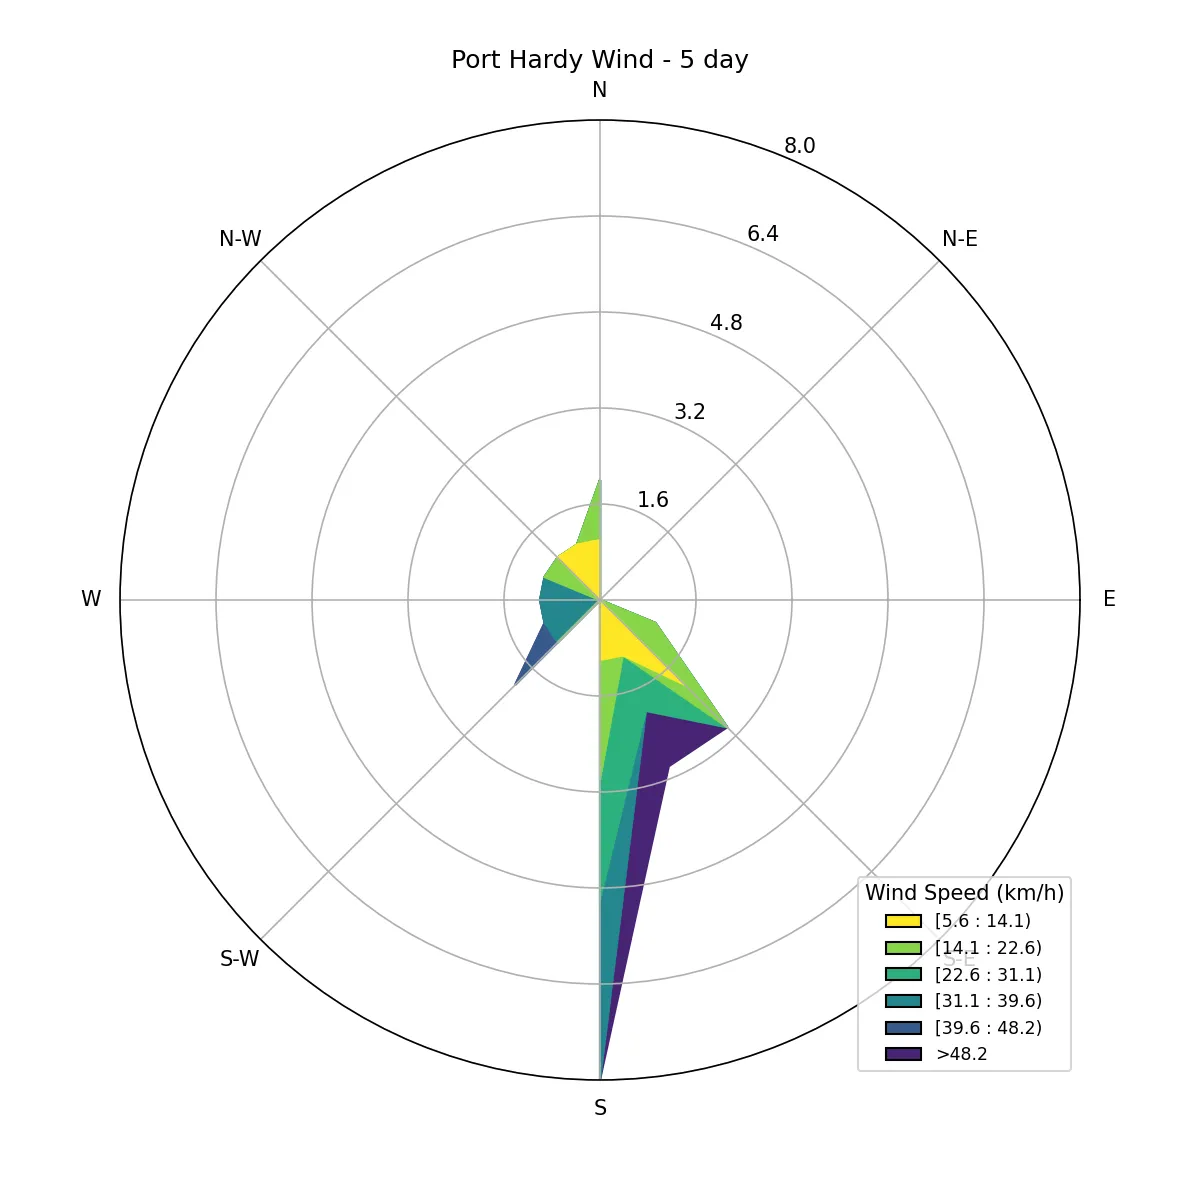 Port Hardy Wind - 5 day
N
8.0
N-W
6.4
N-E
4.8
3.2
1.6
W
E
Wind Speed (km/h)
[5.6 : 14.1)
[14.1 : 22.6)
S-W
S-E
[22.6 : 31.1)
[31.1 : 39.6)
[39.6 : 48.2)
>48.2
S